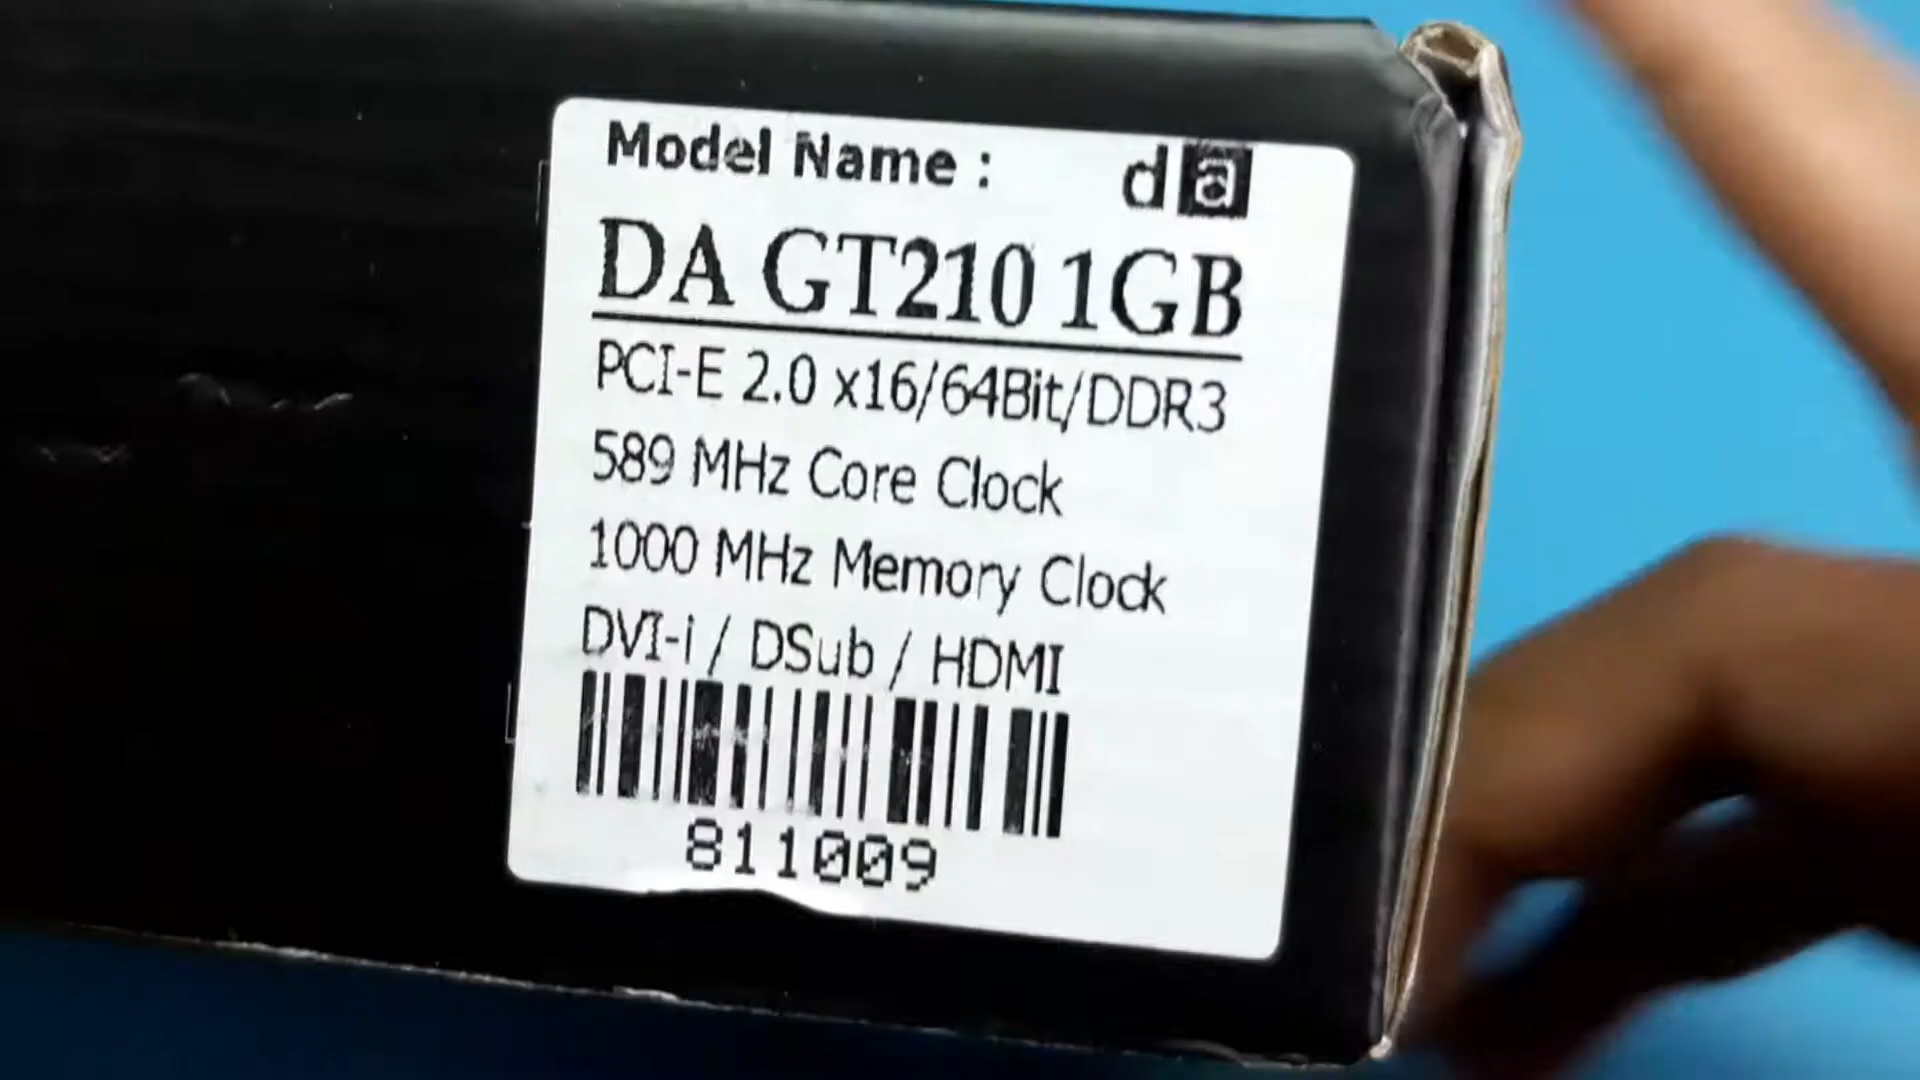 Model Name : da
DA GT210 1GB
PCI-E 2.0 x16/64Bit/DDR3
589 MHz Core Clock
1000 MHz Memory Clock
DVI-i / DSub / HDMI
811009